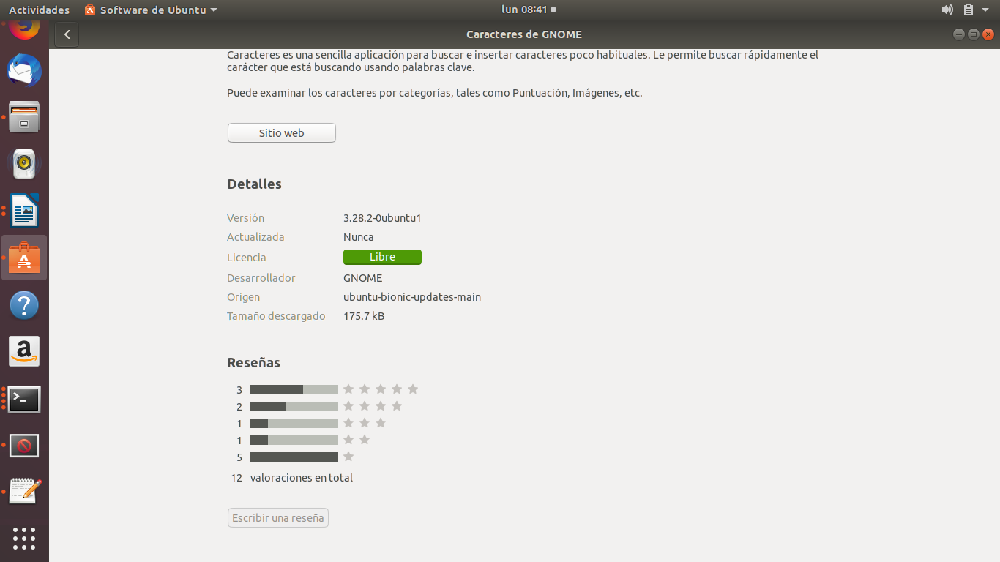 Actividades Software de Ubuntu lun 08:41
Caracteres de GNOME
Caracteres es una sencilla aplicación para buscar e insertar caracteres poco habituales. Le permite buscar rápidamente el
carácter que está buscando usando palabras clave.
Puede examinar los caracteres por categorías, tales como Puntuación, Imágenes, etc.
Sitio web
Detalles
Versión 3.28.2-0ubuntu1
Actualizada Nunca
Licencia Libre
Desarrollador GNOME
Origen ubuntu-bionic-updates-main
Tamaño descargado 175.7 kB
Reseñas
3
2
1
1
5
12 valoraciones en total
Escribir una reseña